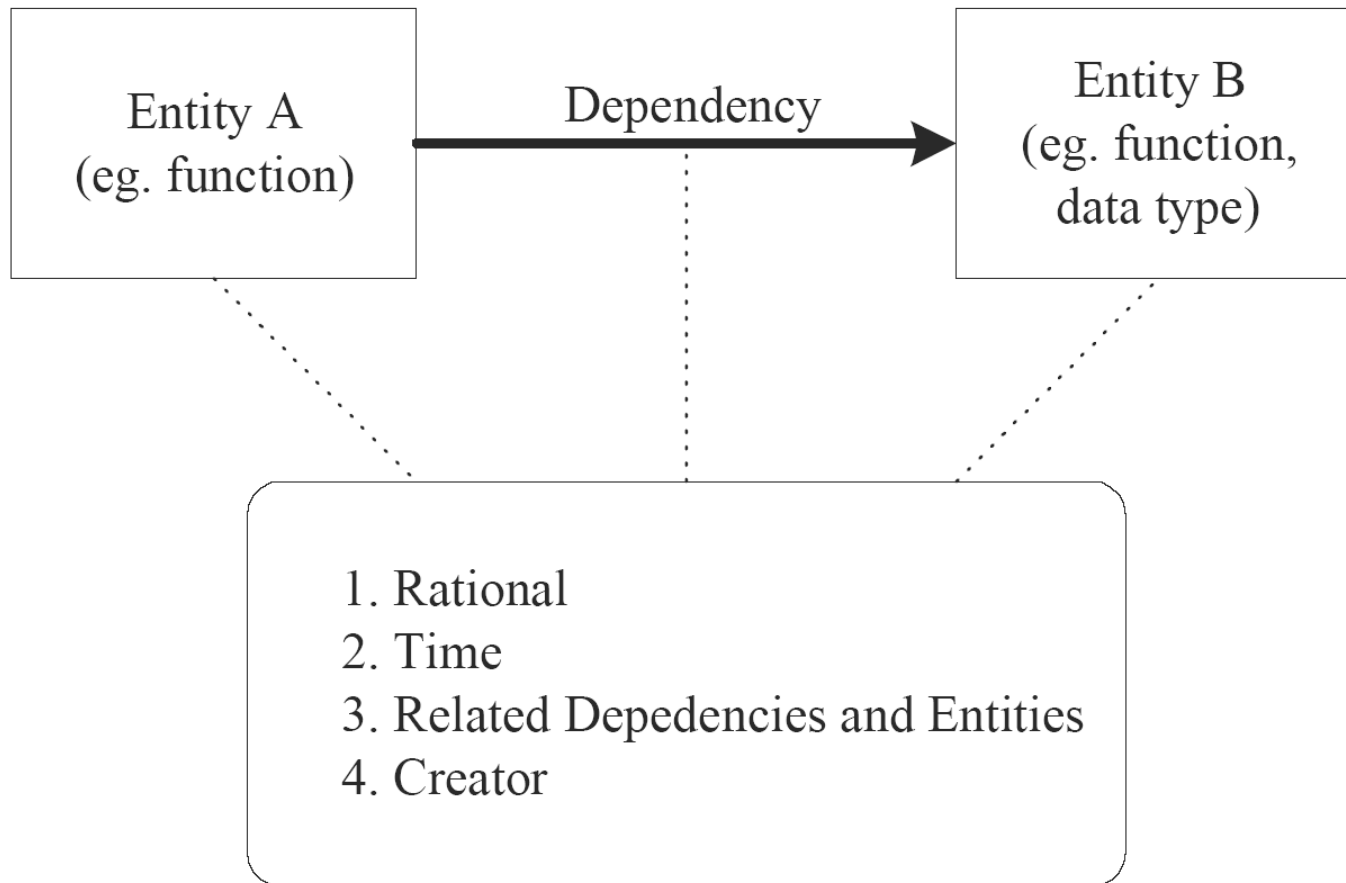 Entity A
(eg. function)
Dependency
Entity B
(eg. function,
data type)
1. Rational
2. Time
3. Related Depedencies and Entities
4. Creator